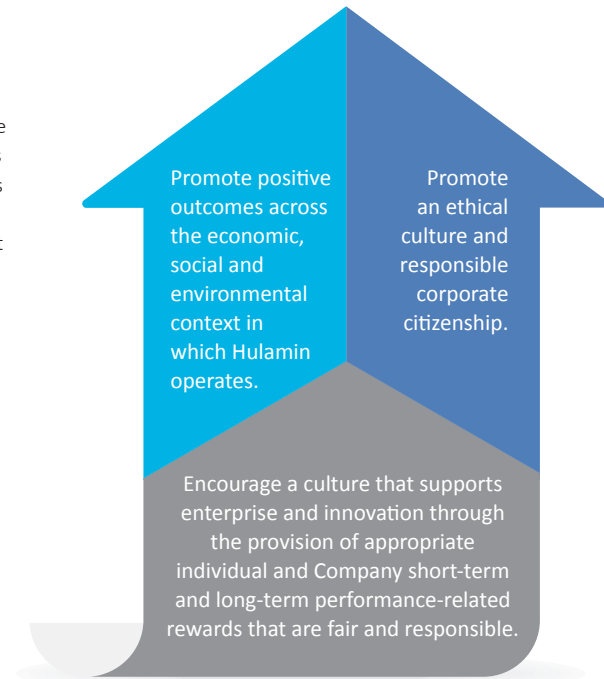 Promote positive
outcomes across
the economic,
social and
environmental
context in
which Hulamin
operates.
Promote
an ethical
culture and
responsible
corporate
citizenship.
Encourage a culture that supports
enterprise and innovation through
the provision of appropriate
individual and Company short-term
and long-term performance-related
rewards that are fair and responsible.